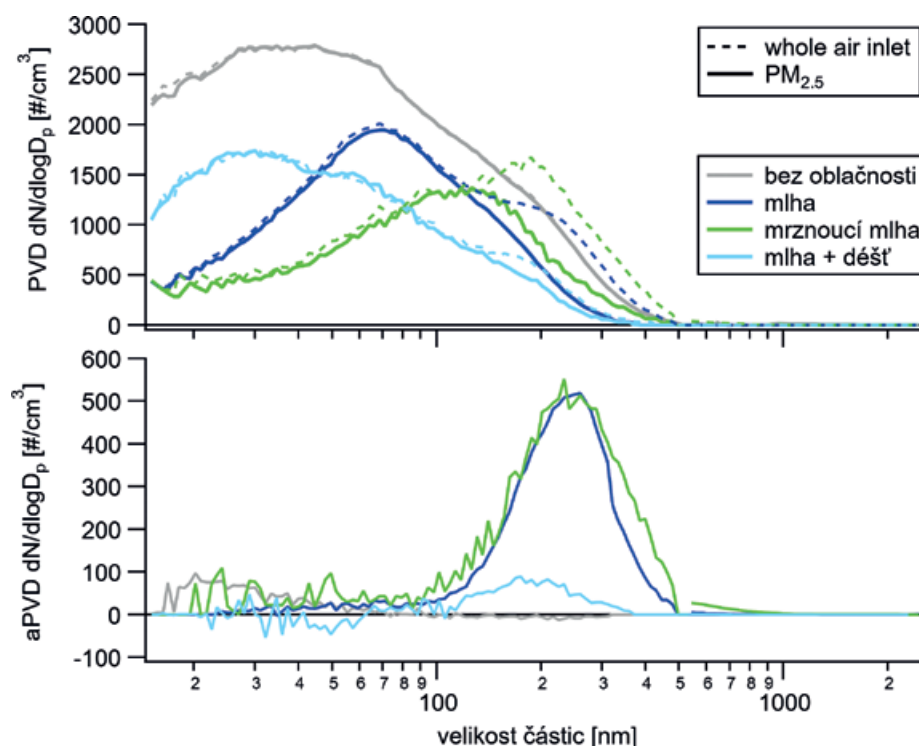 PVD dN/dlogDₚ [#/cm³]
3000
2500
2000
1500
1000
500
0
whole air inlet
PM₂.₅
bez oblačnosti
mlha
mrznoucí mlha
mlha + déšť
aPVD dN/dlogDₚ [#/cm³]
600
500
400
300
200
100
0
-100
2 3 4 5 6 7 8 9 100 2 3 4 5 6 7 8 9 1000 2
velikost částic [nm]